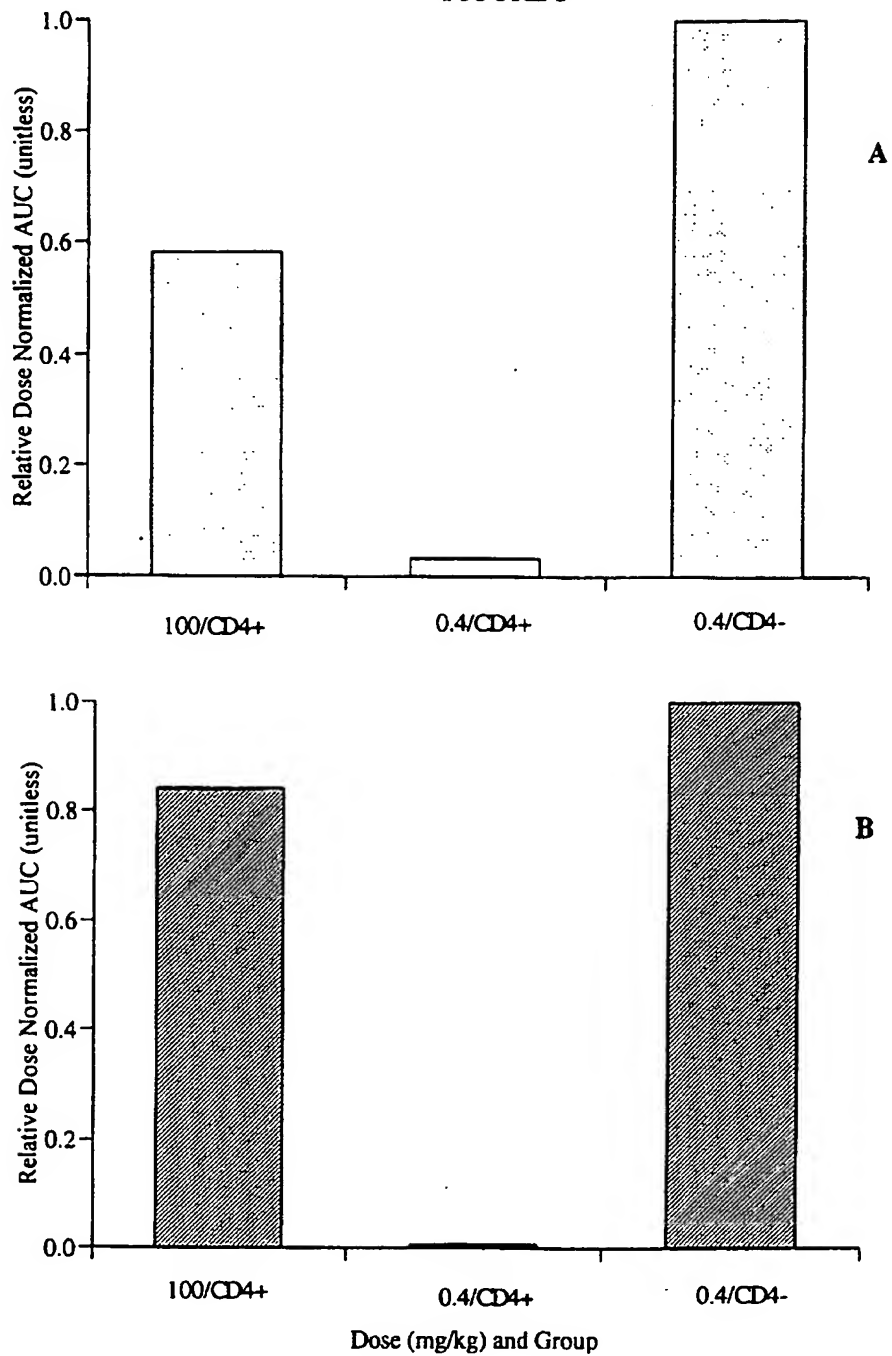 1.0
0.8
0.6
0.4
0.2
0.0
Relative Dose Normalized AUC (unitless)
A
100/CD4+
0.4/CD4+
0.4/CD4-
1.0
0.8
0.6
0.4
0.2
0.0
Relative Dose Normalized AUC (unitless)
B
100/CD4+
0.4/CD4+
0.4/CD4-
Dose (mg/kg) and Group